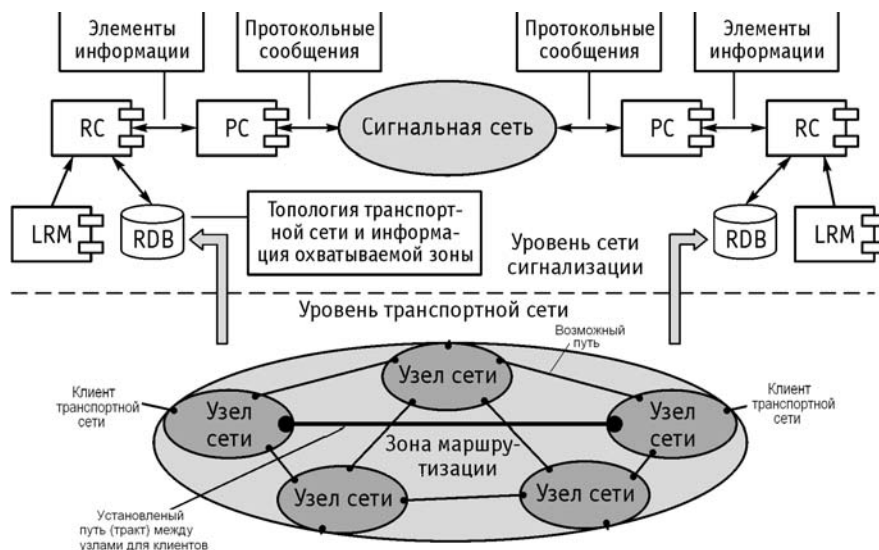 Элементы
информации
Протокольные
сообщения
Протокольные
сообщения
Элементы
информации
RC
PC
Сигнальная сеть
PC
RC
LRM
RDB
Топология транспорт-
ной сети и информа-
ция охватываемой зоны
Уровень сети
сигнализации
RDB
LRM
Уровень транспортной сети
Возможный
путь
Клиент
транспортной
сети
Узел
сети
Узел сети
Узел
сети
Клиент
транспортной
сети
Зона маршру-
тизации
Узел сети
Узел сети
Установленый
путь (тракт) между
узлами для клиентов